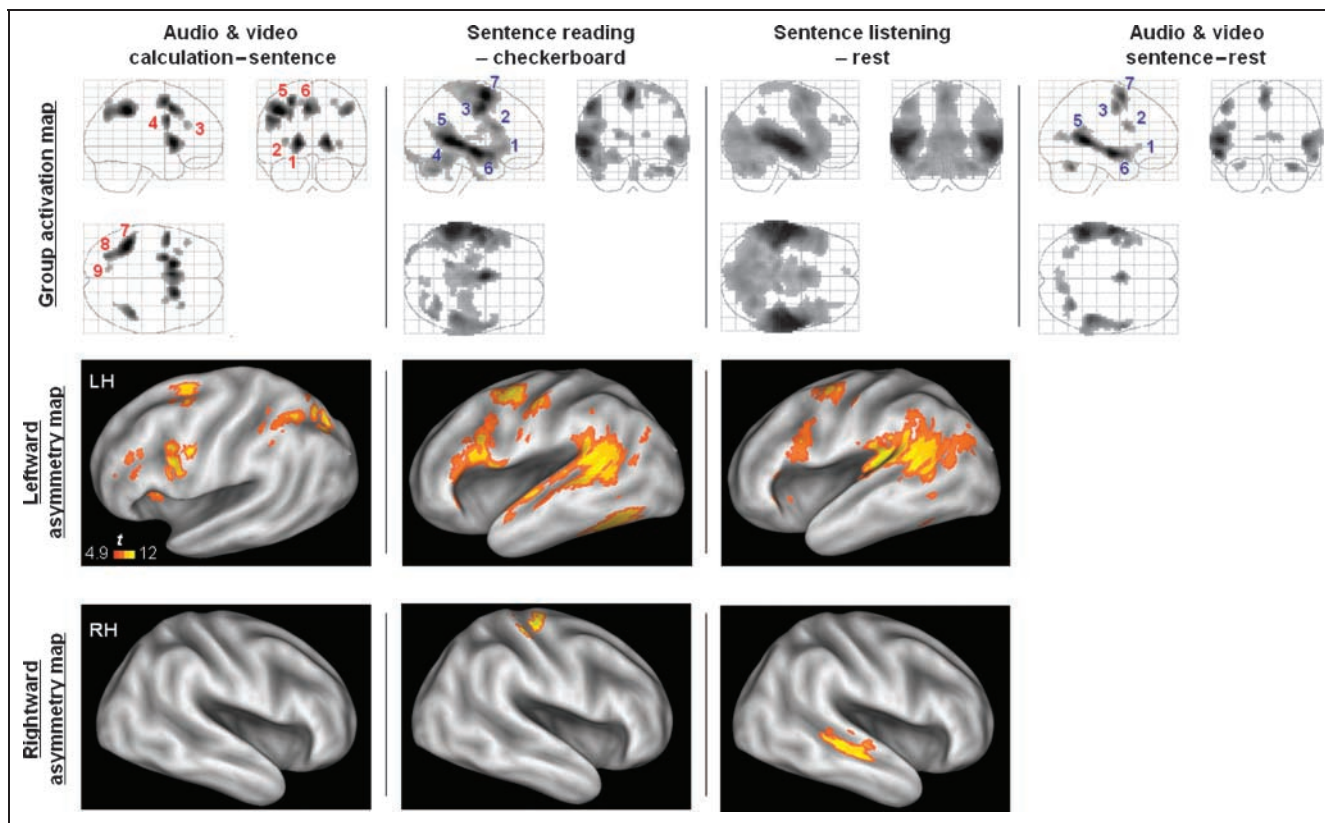 Audio & video
calculation–sentence
Sentence reading
– checkerboard
Sentence listening
– rest
Audio & video
sentence–rest
Group activation map
5 6
4
3
2
1
7
8
9
7
3
2
5
1
4
6
7
3
2
5
1
6
Leftward
asymmetry map
LH
t
4.9 12
Rightward
asymmetry map
RH